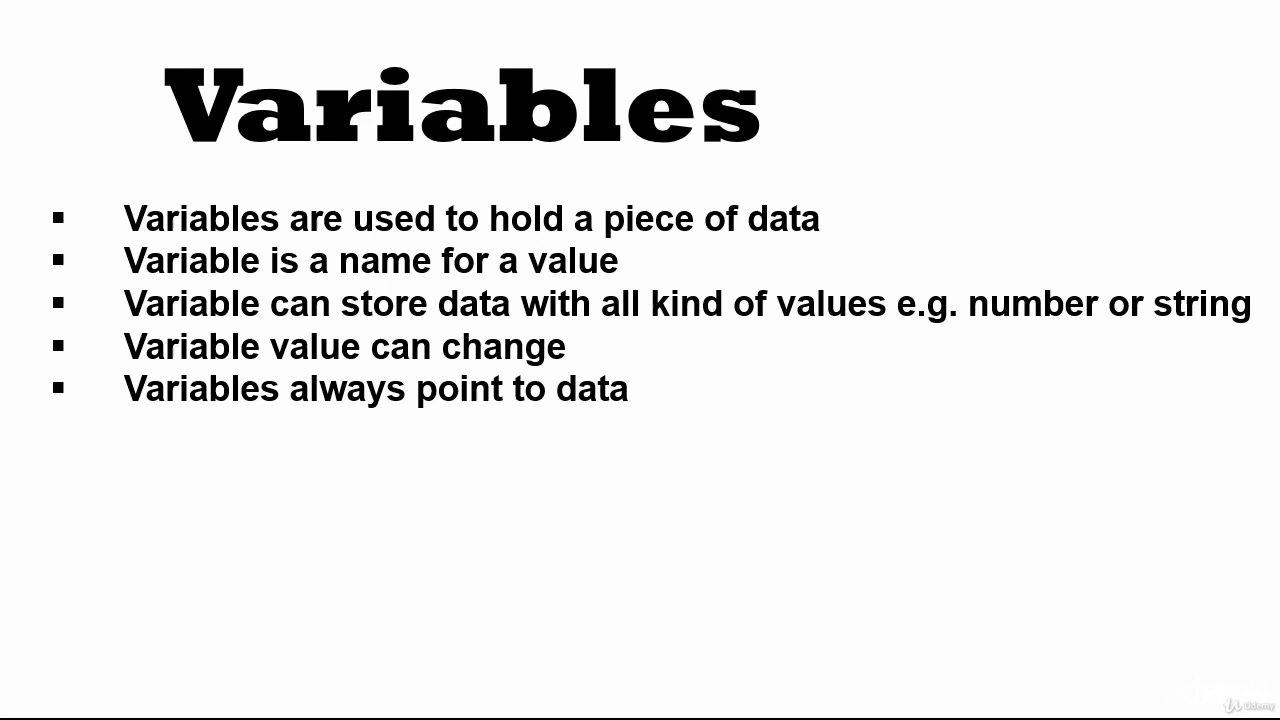 Variables
▪ Variables are used to hold a piece of data
▪ Variable is a name for a value
▪ Variable can store data with all kind of values e.g. number or string
▪ Variable value can change
▪ Variables always point to data
Udemy